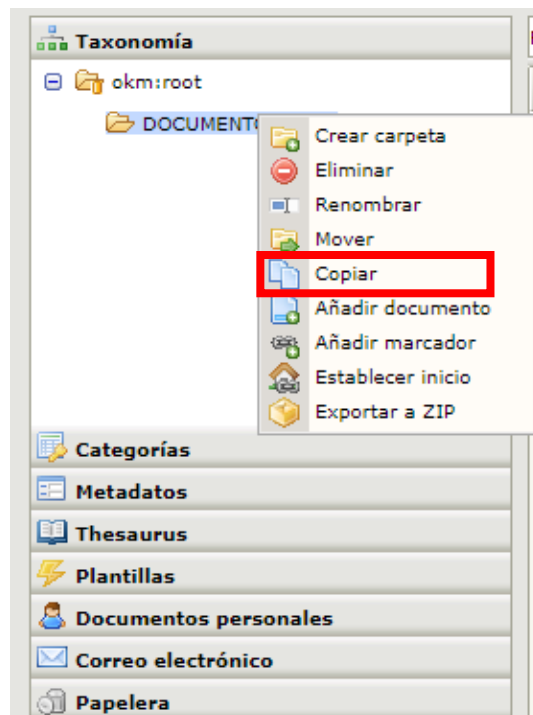 Taxonomía
okm:root
Crear carpeta
Eliminar
Renombrar
Mover
Copiar
Añadir documento
Añadir marcador
Establecer inicio
Exportar a ZIP
Categorías
Metadatos
Thesaurus
Plantillas
Documentos personales
Correo electrónico
Papelera